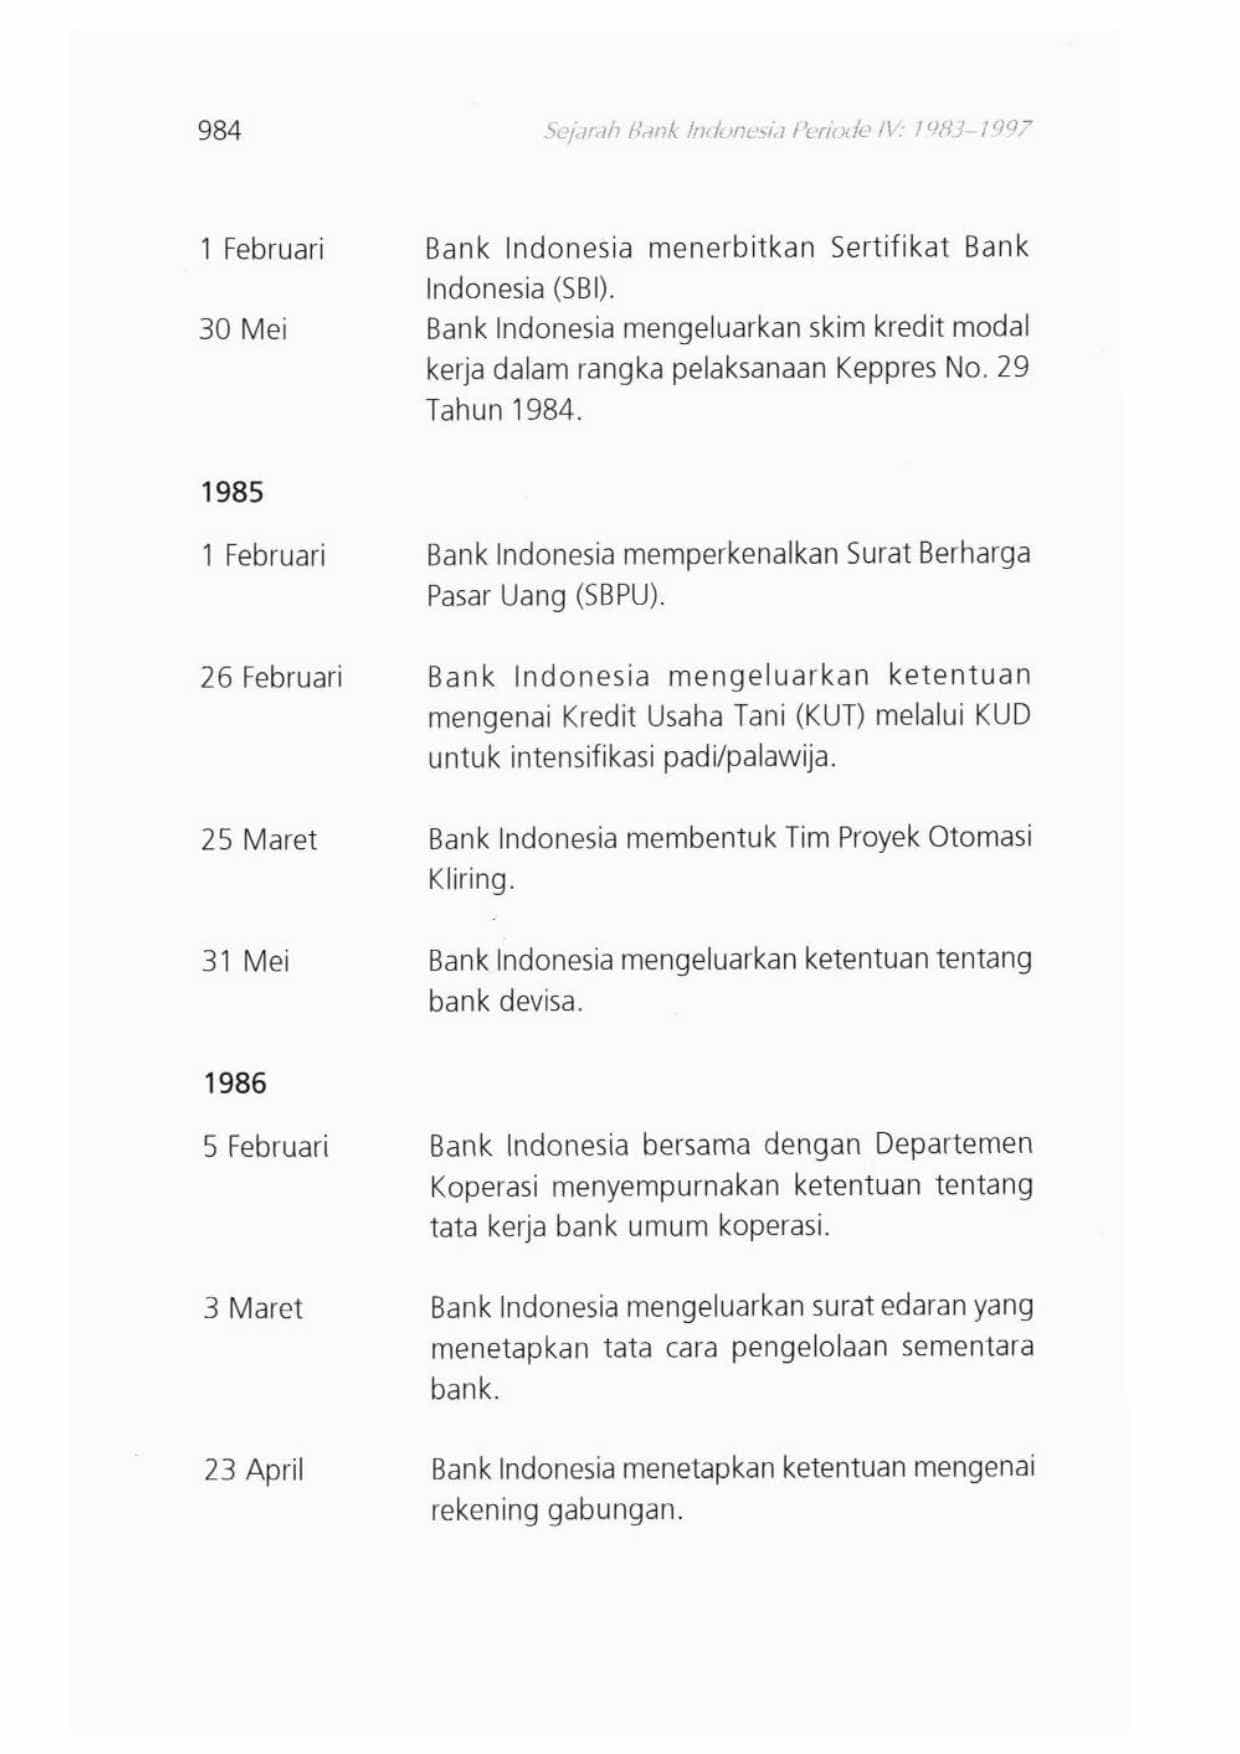 984
Sejarah Bank Indonesia Periode IV: 1983–1997
1 Februari
Bank Indonesia menerbitkan Sertifikat Bank
Indonesia (SBI).
30 Mei
Bank Indonesia mengeluarkan skim kredit modal
kerja dalam rangka pelaksanaan Keppres No. 29
Tahun 1984.
1985
1 Februari
Bank Indonesia memperkenalkan Surat Berharga
Pasar Uang (SBPU).
26 Februari
Bank Indonesia mengeluarkan ketentuan
mengenai Kredit Usaha Tani (KUT) melalui KUD
untuk intensifikasi padi/palawija.
25 Maret
Bank Indonesia membentuk Tim Proyek Otomasi
Kliring.
31 Mei
Bank Indonesia mengeluarkan ketentuan tentang
bank devisa.
1986
5 Februari
Bank Indonesia bersama dengan Departemen
Koperasi menyempurnakan ketentuan tentang
tata kerja bank umum koperasi.
3 Maret
Bank Indonesia mengeluarkan surat edaran yang
menetapkan tata cara pengelolaan sementara
bank.
23 April
Bank Indonesia menetapkan ketentuan mengenai
rekening gabungan.